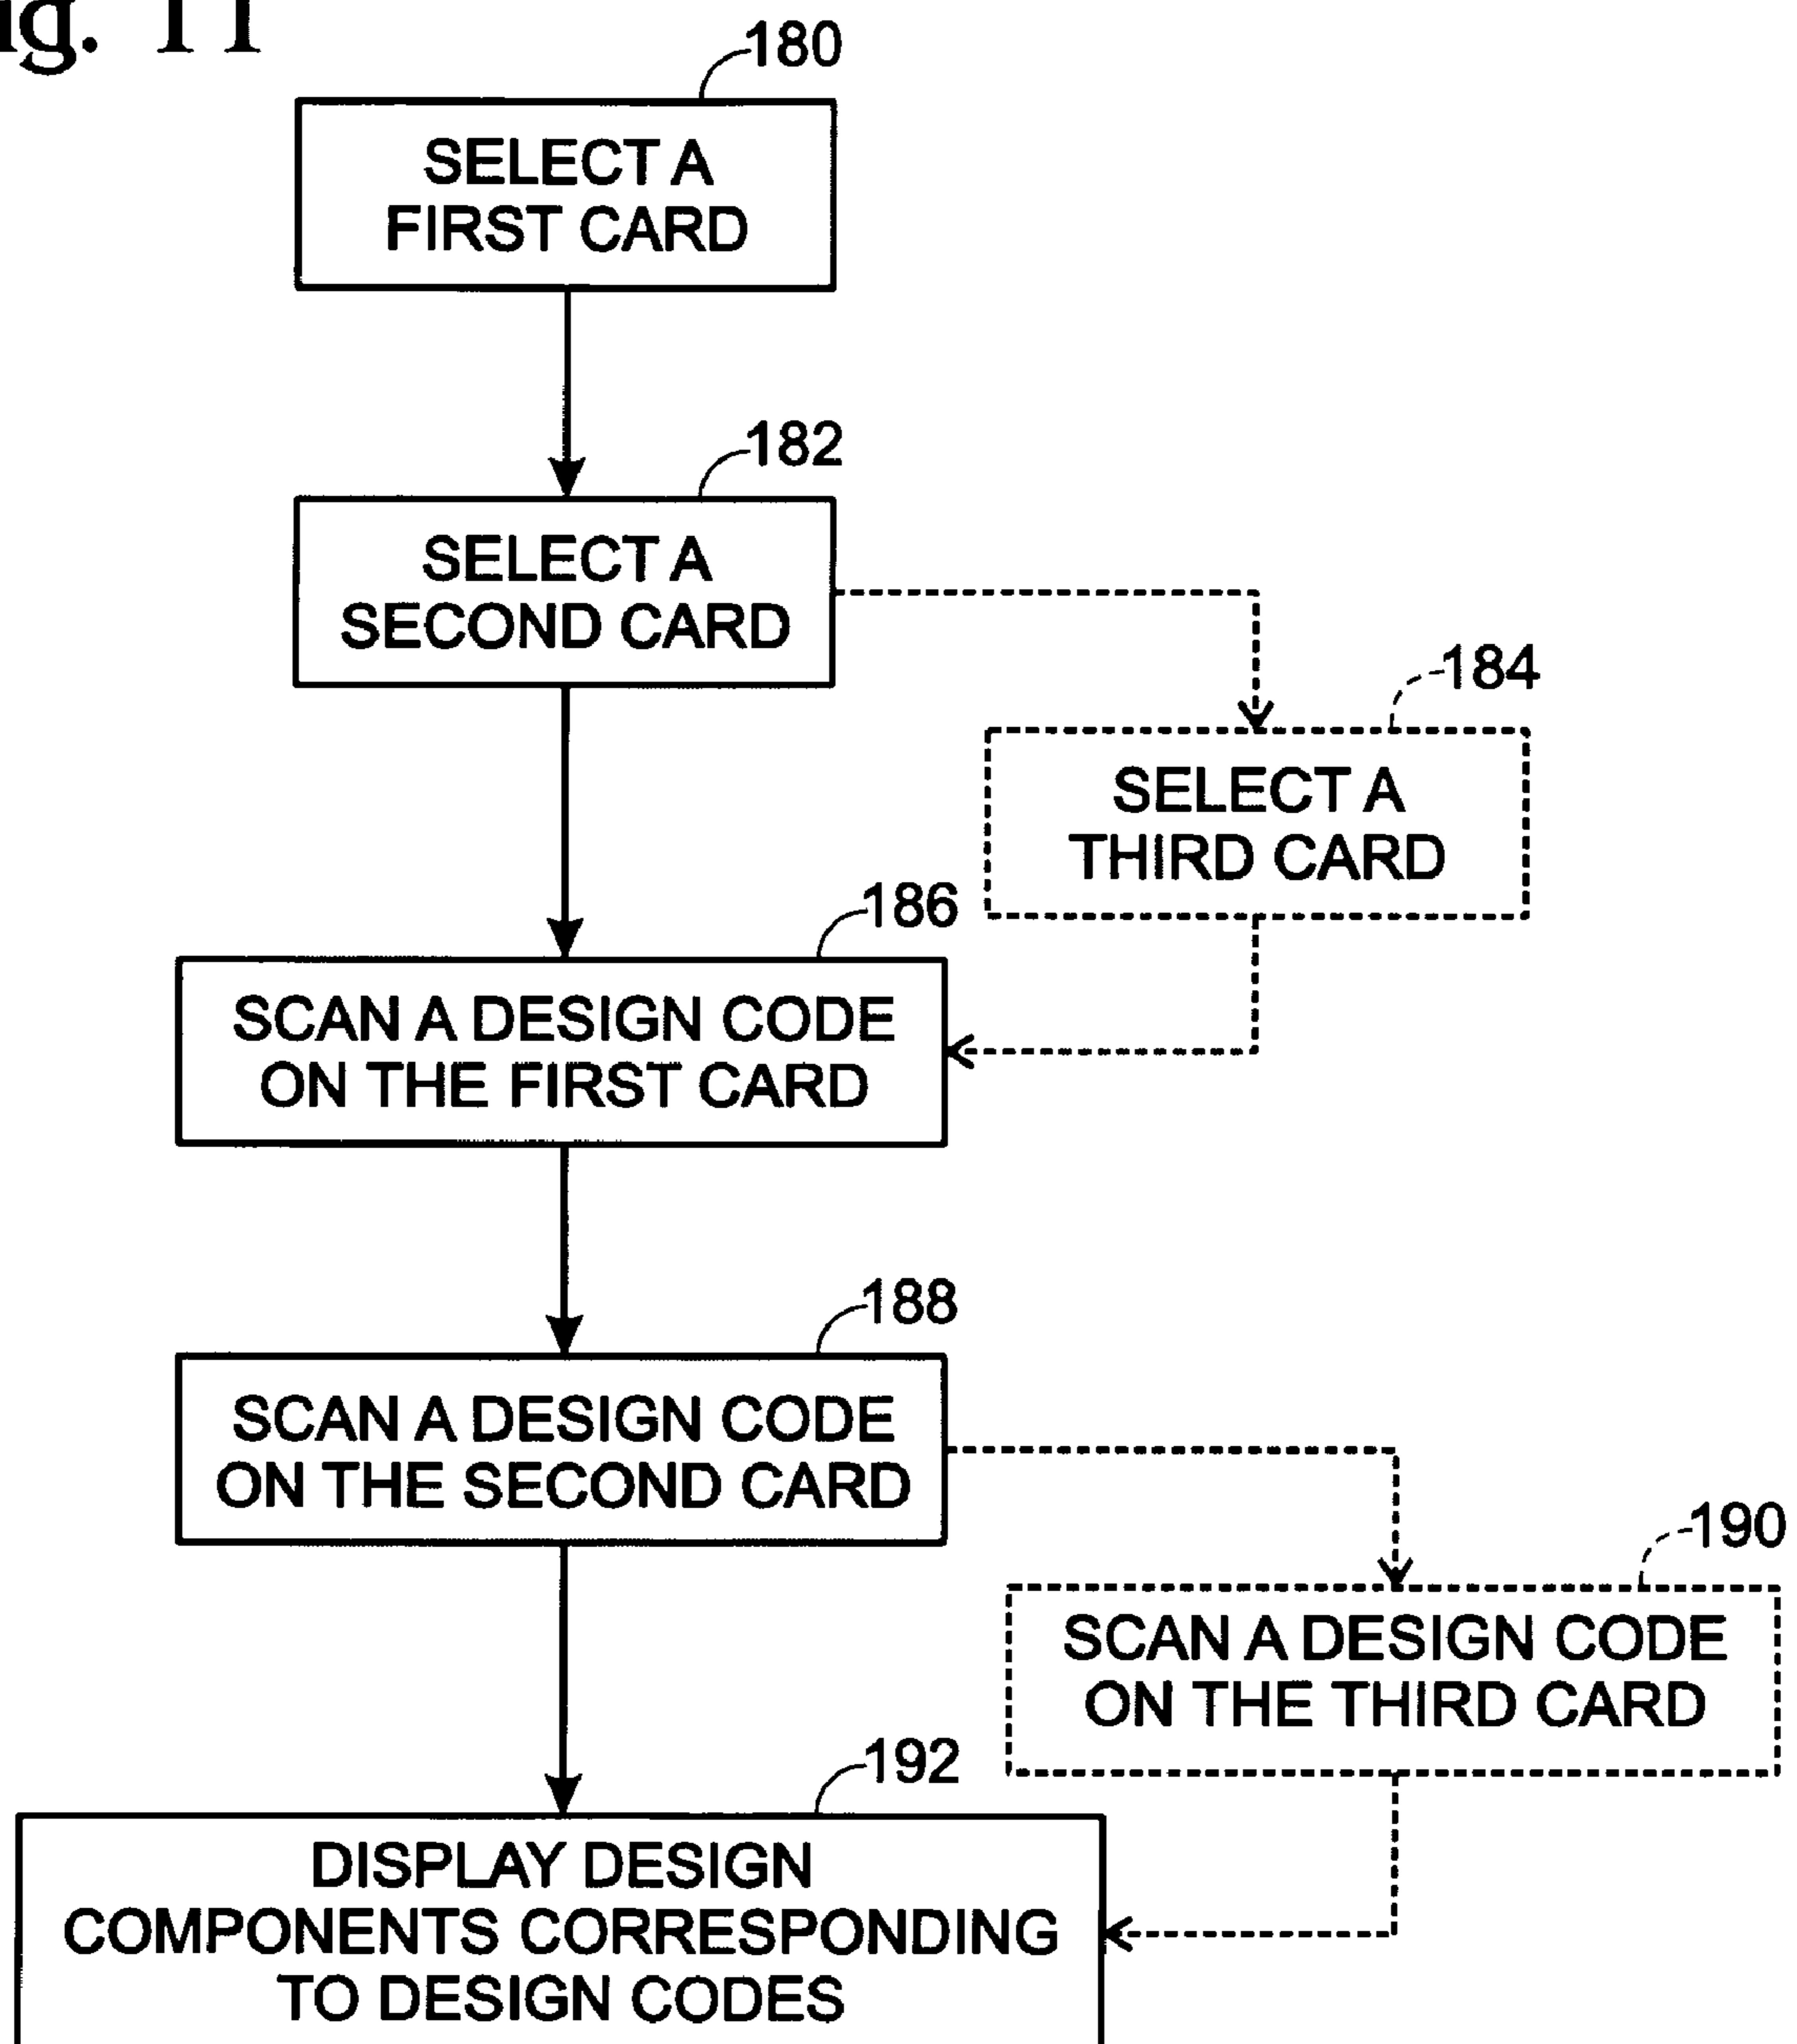 ig. 11
180
SELECT A
FIRST CARD
182
SELECT A
SECOND CARD
184
SELECT A
THIRD CARD
186
SCAN A DESIGN CODE
ON THE FIRST CARD
188
SCAN A DESIGN CODE
ON THE SECOND CARD
190
SCAN A DESIGN CODE
ON THE THIRD CARD
192
DISPLAY DESIGN
COMPONENTS CORRESPONDING
TO DESIGN CODES